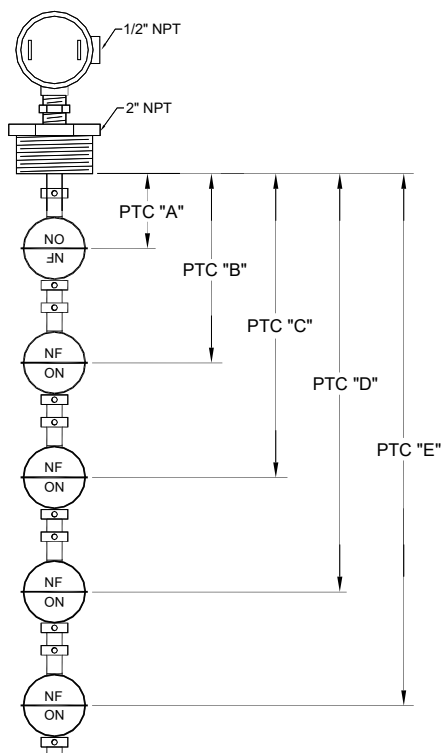 1/2" NPT
2" NPT
ON
NF
PTC "A"
PTC "B"
PTC "C"
PTC "D"
PTC "E"
NF
ON
NF
ON
NF
ON
NF
ON